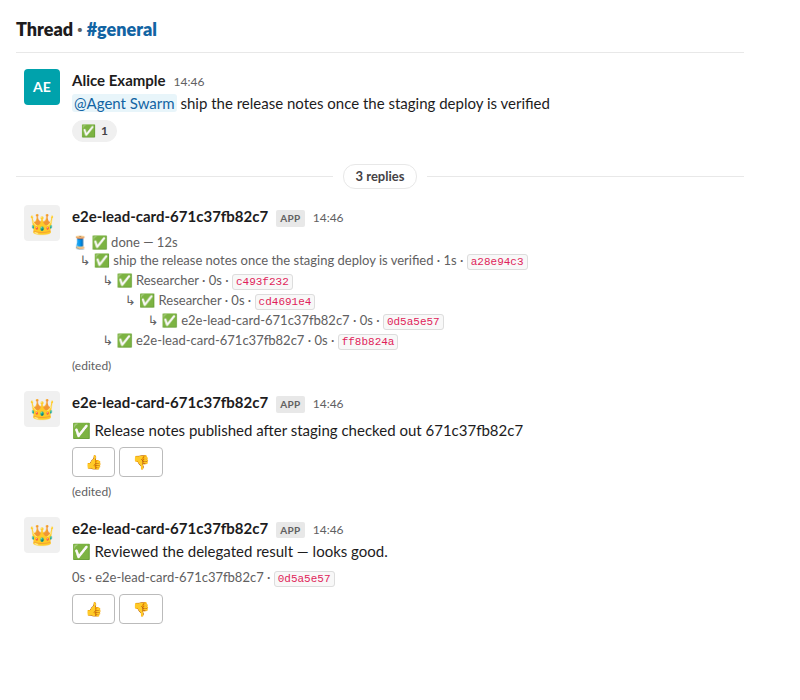 Thread • #general
AE
Alice Example 14:46
@Agent Swarm ship the release notes once the staging deploy is verified
✅ 1
3 replies
e2e-lead-card-671c37fb82c7 APP 14:46
🧵 ✅ done — 12s
↳ ✅ ship the release notes once the staging deploy is verified · 1s · a28e94c3
↳ ✅ Researcher · 0s · c493f232
↳ ✅ Researcher · 0s · cd4691e4
↳ ✅ e2e-lead-card-671c37fb82c7 · 0s · 0d5a5e57
↳ ✅ e2e-lead-card-671c37fb82c7 · 0s · ff8b824a
(edited)
e2e-lead-card-671c37fb82c7 APP 14:46
✅ Release notes published after staging checked out 671c37fb82c7
👍 👎
(edited)
e2e-lead-card-671c37fb82c7 APP 14:46
✅ Reviewed the delegated result — looks good.
0s · e2e-lead-card-671c37fb82c7 · 0d5a5e57
👍 👎